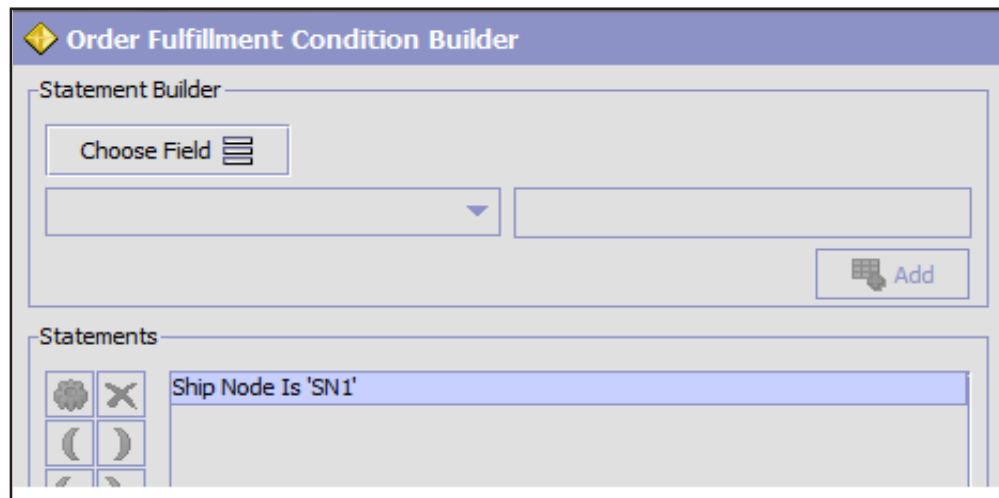 Order Fulfillment Condition Builder
Statement Builder
Choose Field
Add
Statements
Ship Node Is 'SN1'